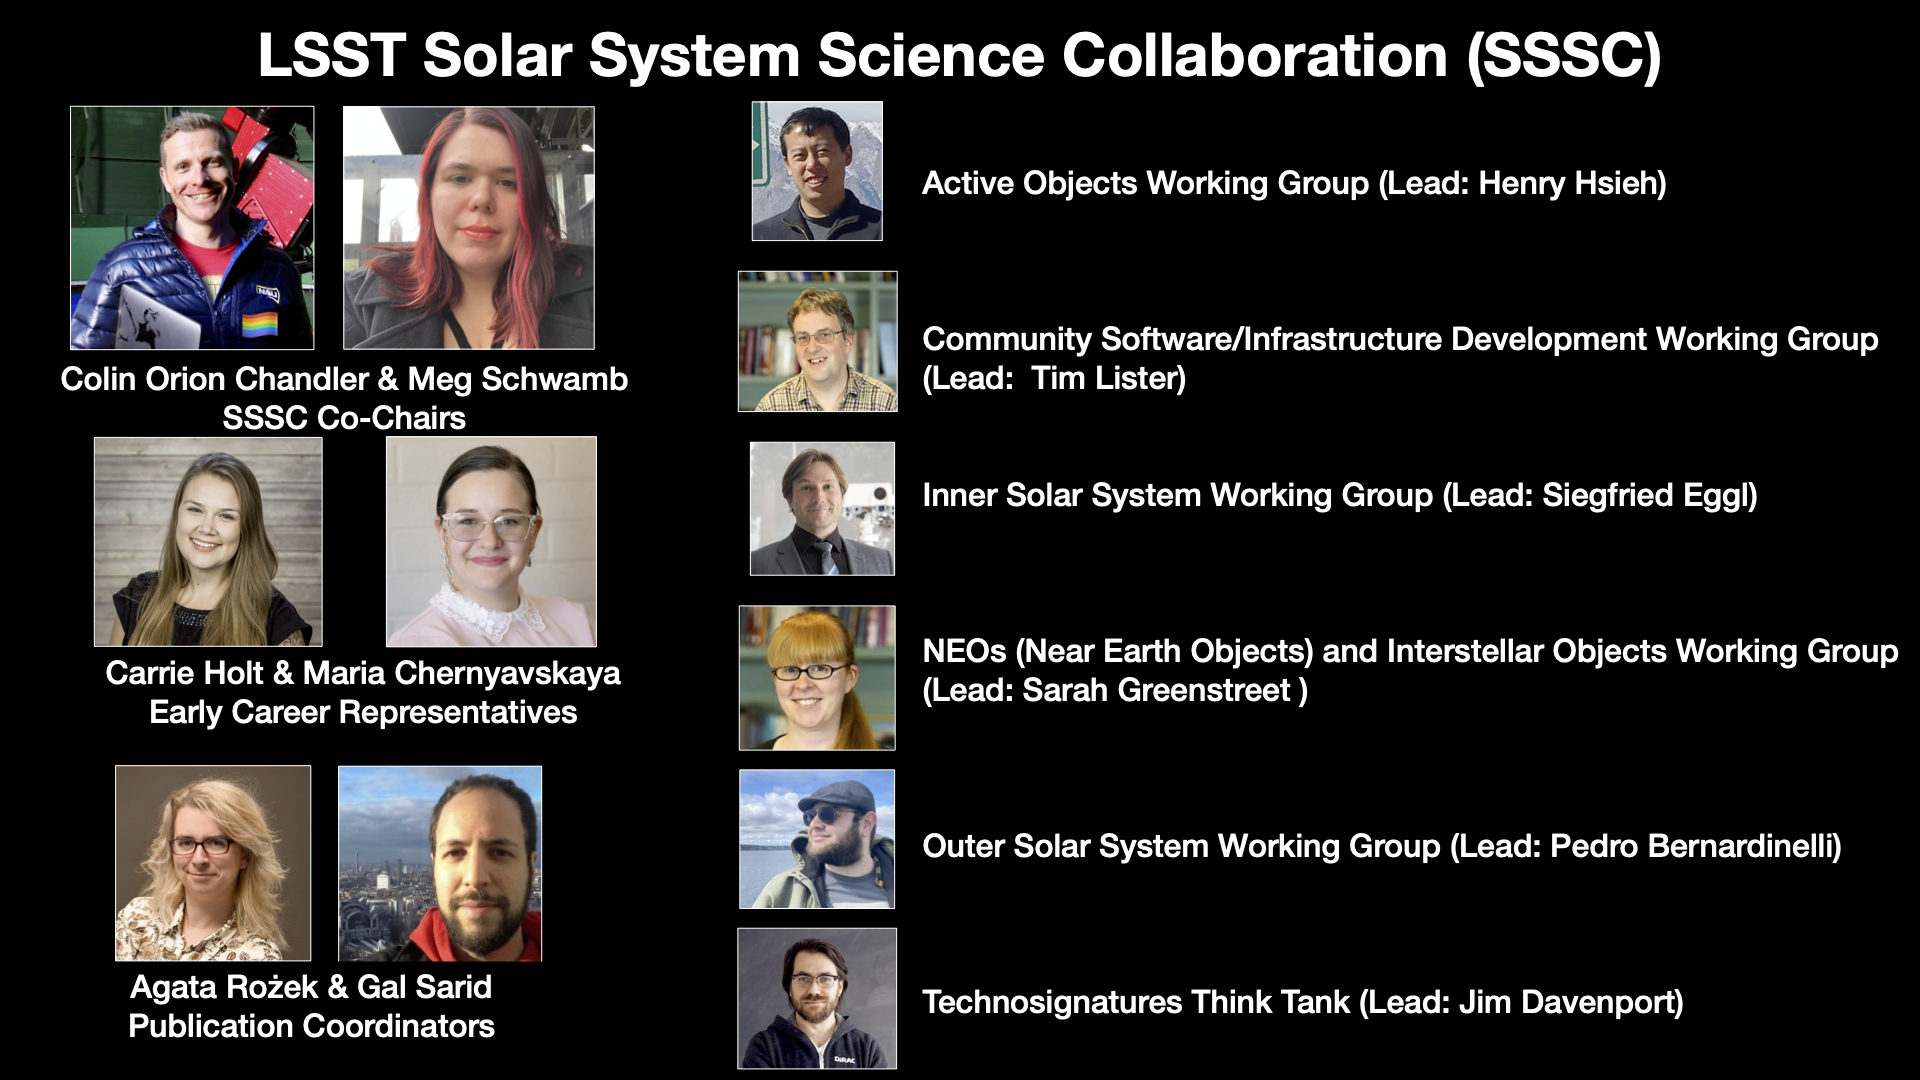 LSST Solar System Science Collaboration (SSSC)
Colin Orion Chandler & Meg Schwamb
SSSC Co-Chairs
Carrie Holt & Maria Chernyavskaya
Early Career Representatives
Agata Rożek & Gal Sarid
Publication Coordinators
Active Objects Working Group (Lead: Henry Hsieh)
Community Software/Infrastructure Development Working Group
(Lead:  Tim Lister)
Inner Solar System Working Group (Lead: Siegfried Eggl)
NEOs (Near Earth Objects) and Interstellar Objects Working Group
(Lead: Sarah Greenstreet )
Outer Solar System Working Group (Lead: Pedro Bernardinelli)
Technosignatures Think Tank (Lead: Jim Davenport)
NAU
DiRAC